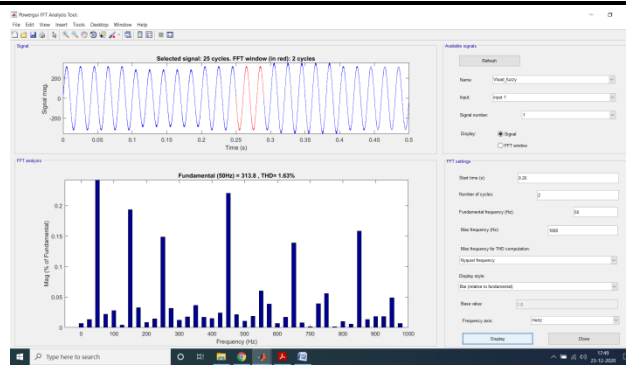 Powergui FFT Analysis Tool.
File Edit View Insert Tools Desktop Window Help
Signal
Selected signal: 25 cycles. FFT window (in red): 2 cycles
Signal mag.
200
0
-200
0 0.05 0.1 0.15 0.2 0.25 0.3 0.35 0.4 0.45 0.5
Time (s)
FFT analysis
Fundamental (50Hz) = 313.8 , THD= 1.63%
Mag (% of Fundamental)
0.2
0.15
0.1
0.05
0
0 100 200 300 400 500 600 700 800 900 1000
Frequency (Hz)
Available signals
Refresh
Name:
Input: input 1
Signal number: 1
Display: Signal
FFT window
FFT settings
Start time (s): 0.25
Number of cycles: 2
Fundamental frequency (Hz): 50
Max frequency (Hz): 1000
Max frequency for THD computation:
Nyquist frequency
Display style:
Bar (relative to fundamental)
Base value: 1.0
Frequency axis: Hertz
Display Close
Type here to search
17:49
23-12-2020